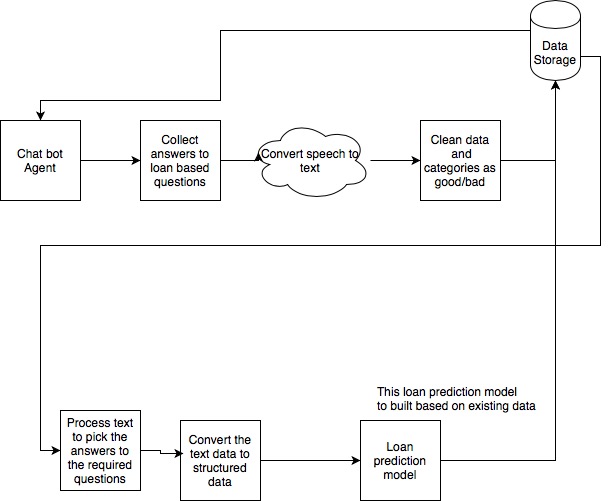 Data
Storage
Chat bot
Agent
Collect
answers to
loan based
questions
Convert speech to
text
Clean data
and
categories as
good/bad
This loan prediction model
to built based on existing data
Process text
to pick the
answers to
the required
questions
Convert the
text data to
structured
data
Loan
prediction
model